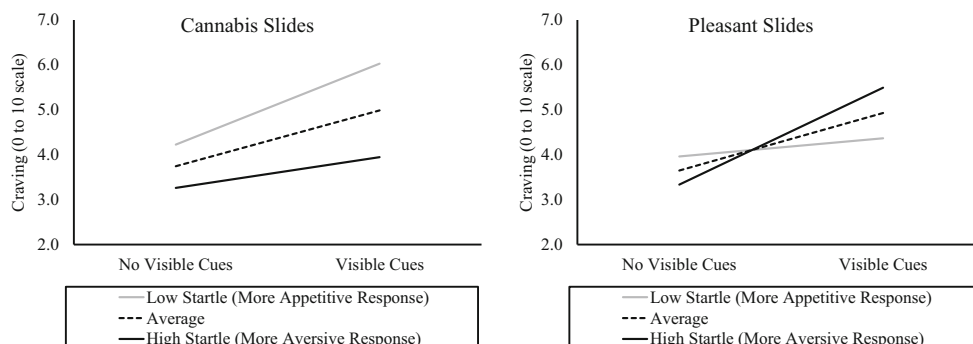 Cannabis Slides
Craving (0 to 10 scale)
7.0
6.0
5.0
4.0
3.0
2.0
No Visible Cues
Visible Cues
Low Startle (More Appetitive Response)
Average
High Startle (More Aversive Response)
Pleasant Slides
Craving (0 to 10 scale)
7.0
6.0
5.0
4.0
3.0
2.0
No Visible Cues
Visible Cues
Low Startle (More Appetitive Response)
Average
High Startle (More Aversive Response)